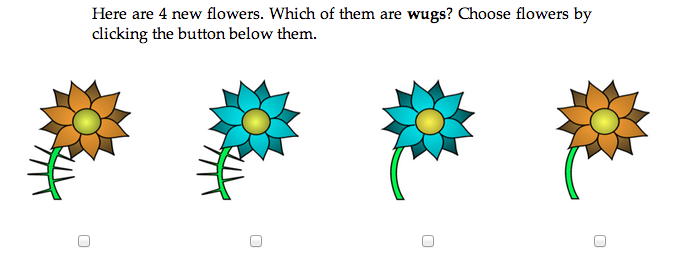 Here are 4 new flowers. Which of them are wugs? Choose flowers by
clicking the button below them.